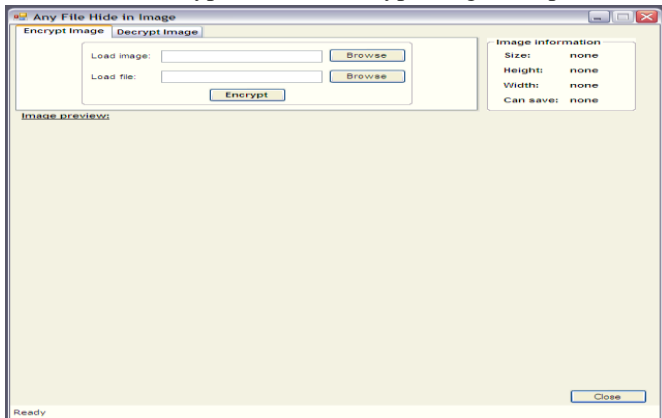 Any File Hide in Image
Encrypt Image Decrypt Image
Load image: Browse
Load file: Browse
Encrypt
Image information
Size: none
Height: none
Width: none
Can save: none
Image preview:
Close
Ready